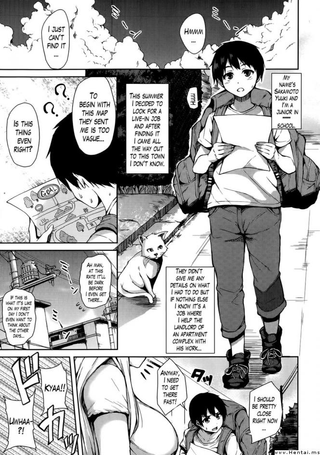 HMMM
...
I JUST
CAN'T
FIND IT
...
MY
NAME'S
SAKAMOTO
YUUKI AND
I'M A
JUNIOR IN
SCHOOL
THIS SUMMER
I DECIDED
TO LOOK
FOR A
LIVE-IN JOB
AND AFTER
FINDING IT
I CAME
ALL THE WAY
OUT TO
THIS TOWN
I DON'T
KNOW.
TO BEGIN
WITH THIS
MAP THEY
SENT ME
IS TOO
VAGUE...
IS THIS
THING
EVEN
RIGHT?
THEY DIDN'T
GIVE ME ANY
DETAILS ON WHAT
I HAD TO DO BUT IF
NOTHING ELSE
I KNOW IT'S A
JOB WHERE
I HELP THE
LANDLORD OF
AN APARTMENT
COMPLEX WITH
HIS WORK...
AH MAN,
AT THIS
RATE IT'LL
BE DARK
BEFORE
I EVEN GET
THERE...
IF THIS IS
WHAT IT'S
LIKE ON MY
FIRST DAY
I DON'T
EVEN WANT
TO THINK
ABOUT THE
OTHER
DAYS...
I SHOULD
BE PRETTY
CLOSE RIGHT
NOW...
ANYWAY,
I NEED
TO GET
THERE
FAST
KYAA!!
UWHAA
...?!
www.Hentai.ms